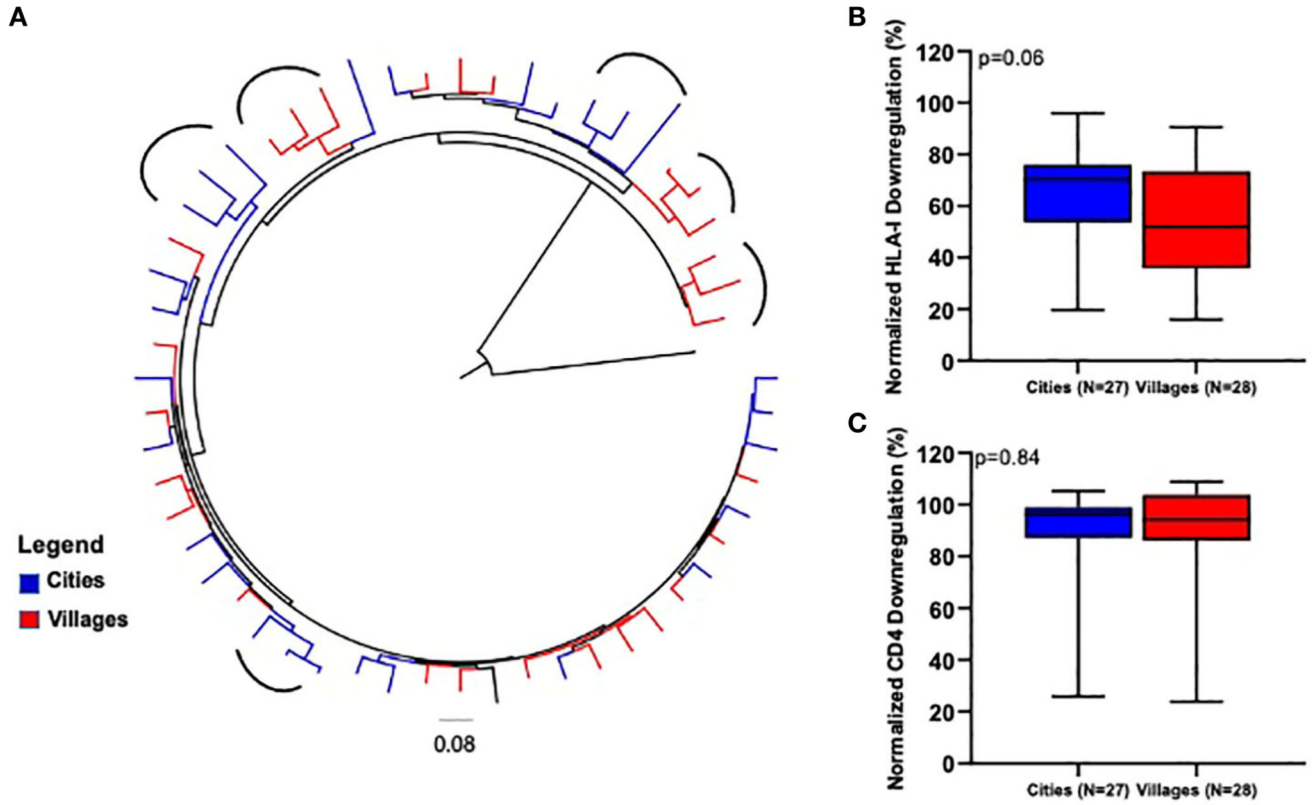 A
Legend
Cities
Villages
0.08
B
Normalized HLA-I Downregulation (%)
p=0.06
120
100
80
60
40
20
0
Cities (N=27) Villages (N=28)
C
Normalized CD4 Downregulation (%)
p=0.84
120
100
80
60
40
20
0
Cities (N=27) Villages (N=28)